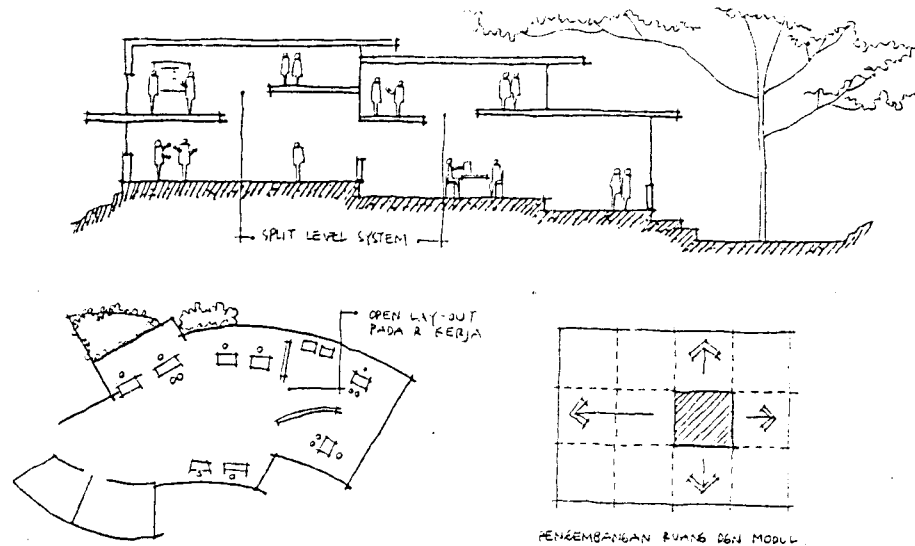 SPLIT LEVEL SYSTEM
OPEN LAY-OUT
PADA R KERJA
PENGEMBANGAN RUANG DGN MODUL